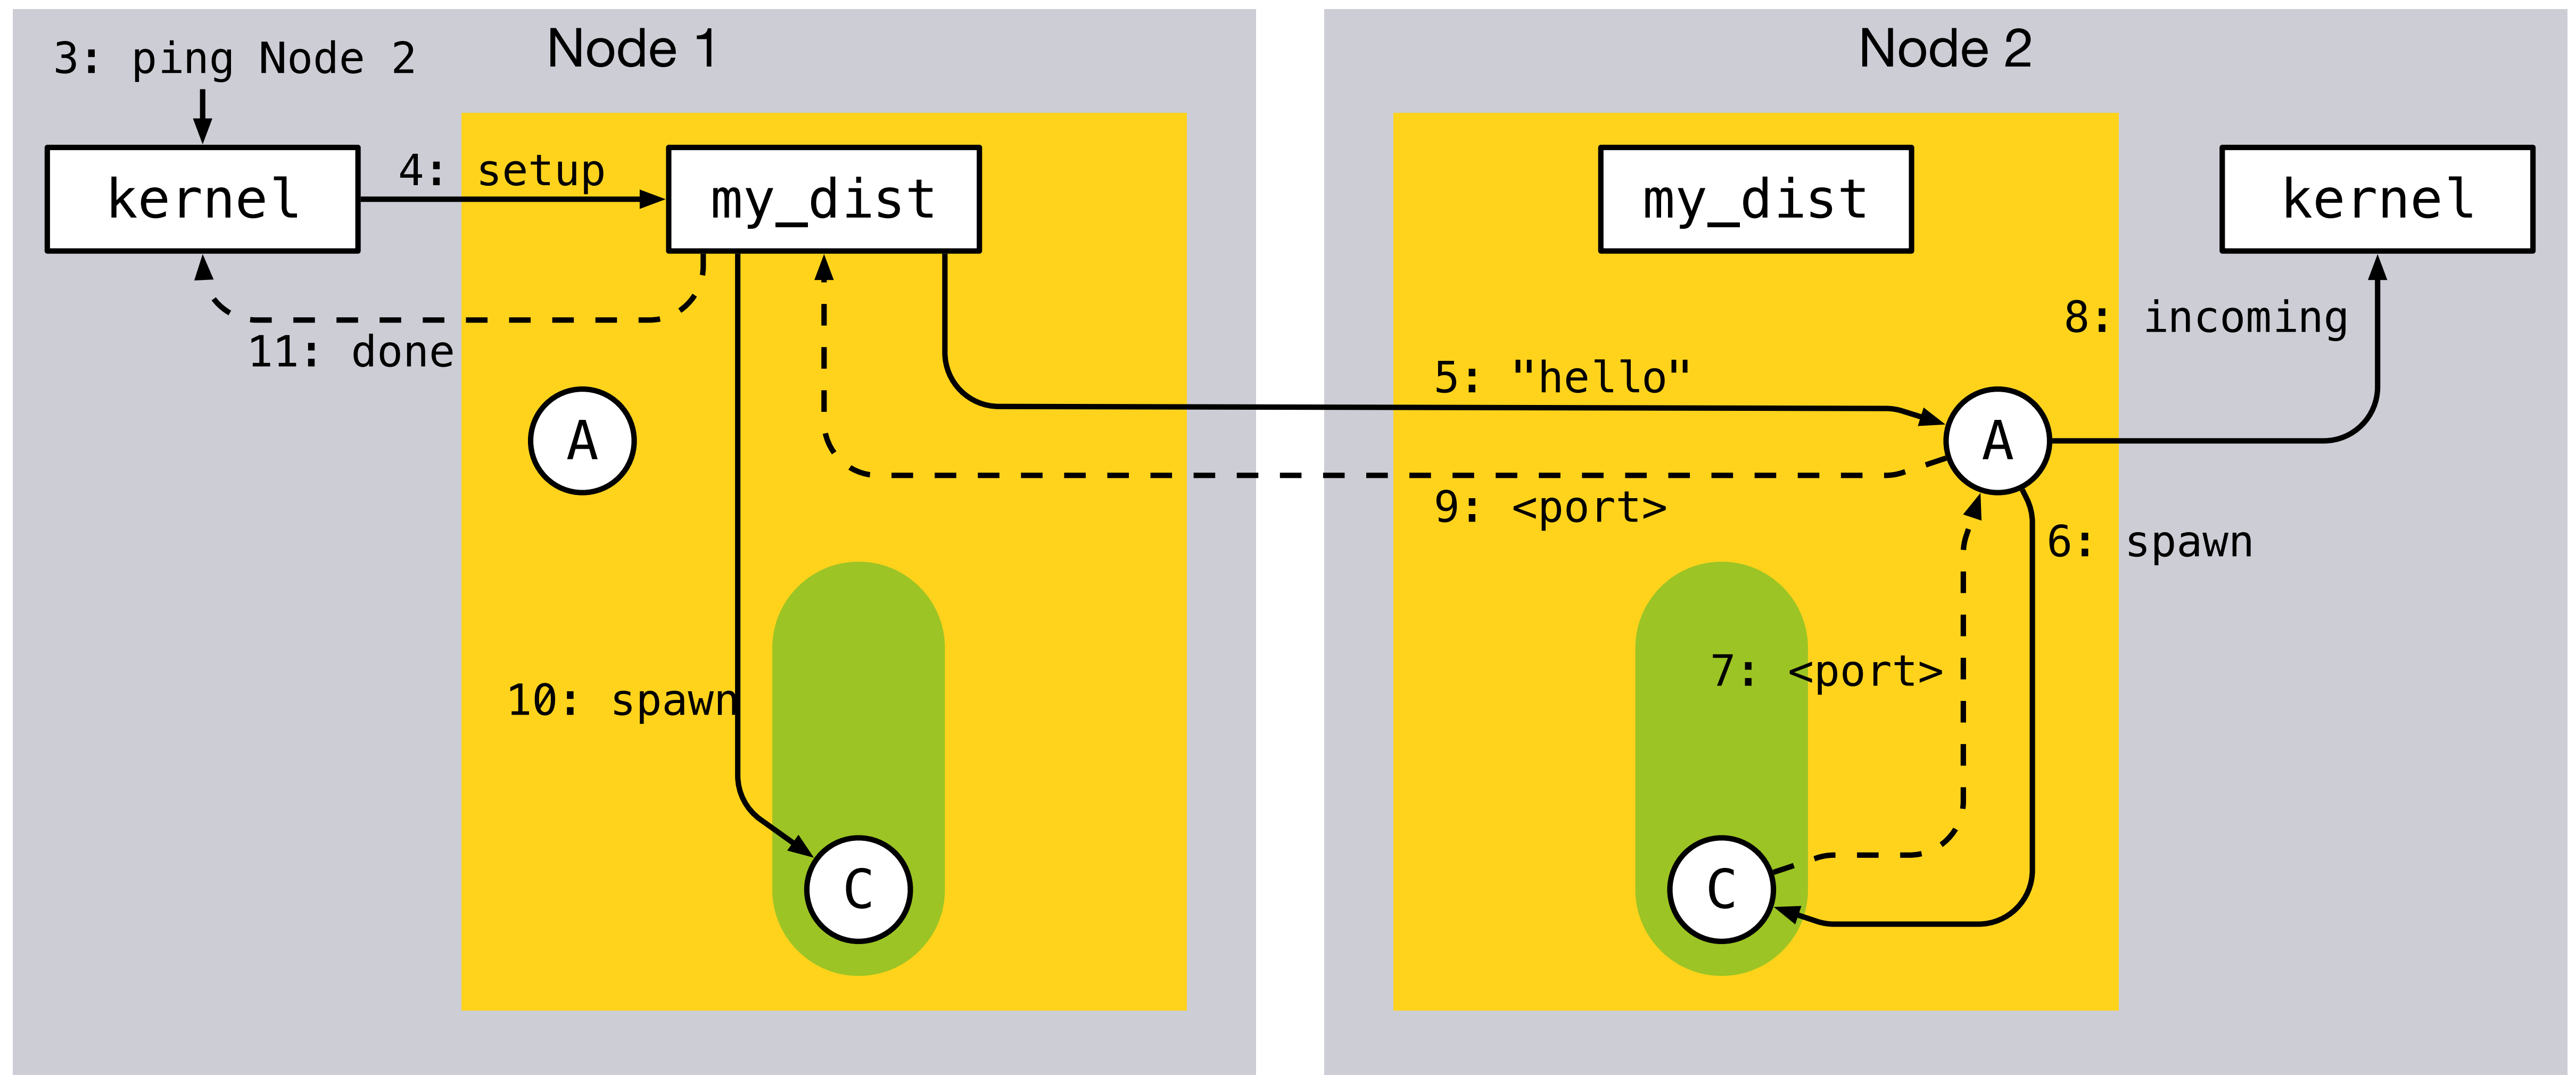 Node 1
3: ping Node 2
kernel
4: setup
my_dist
11: done
A
10: spawn
C
Node 2
my_dist
kernel
8: incoming
5: "hello"
A
9: <port>
6: spawn
7: <port>
C